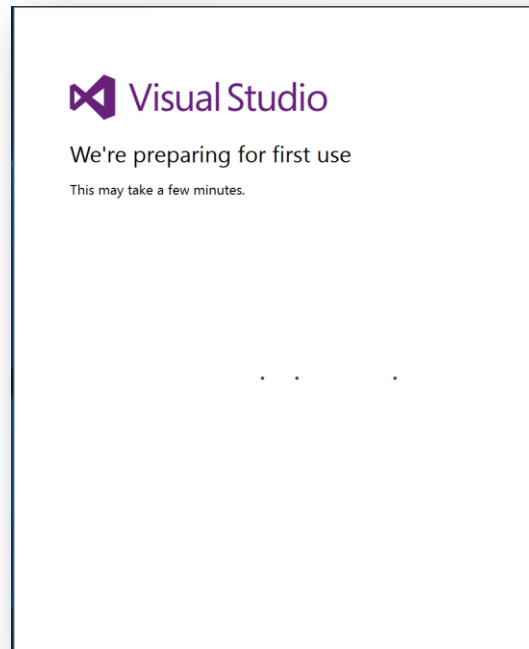 Visual Studio
We're preparing for first use
This may take a few minutes.